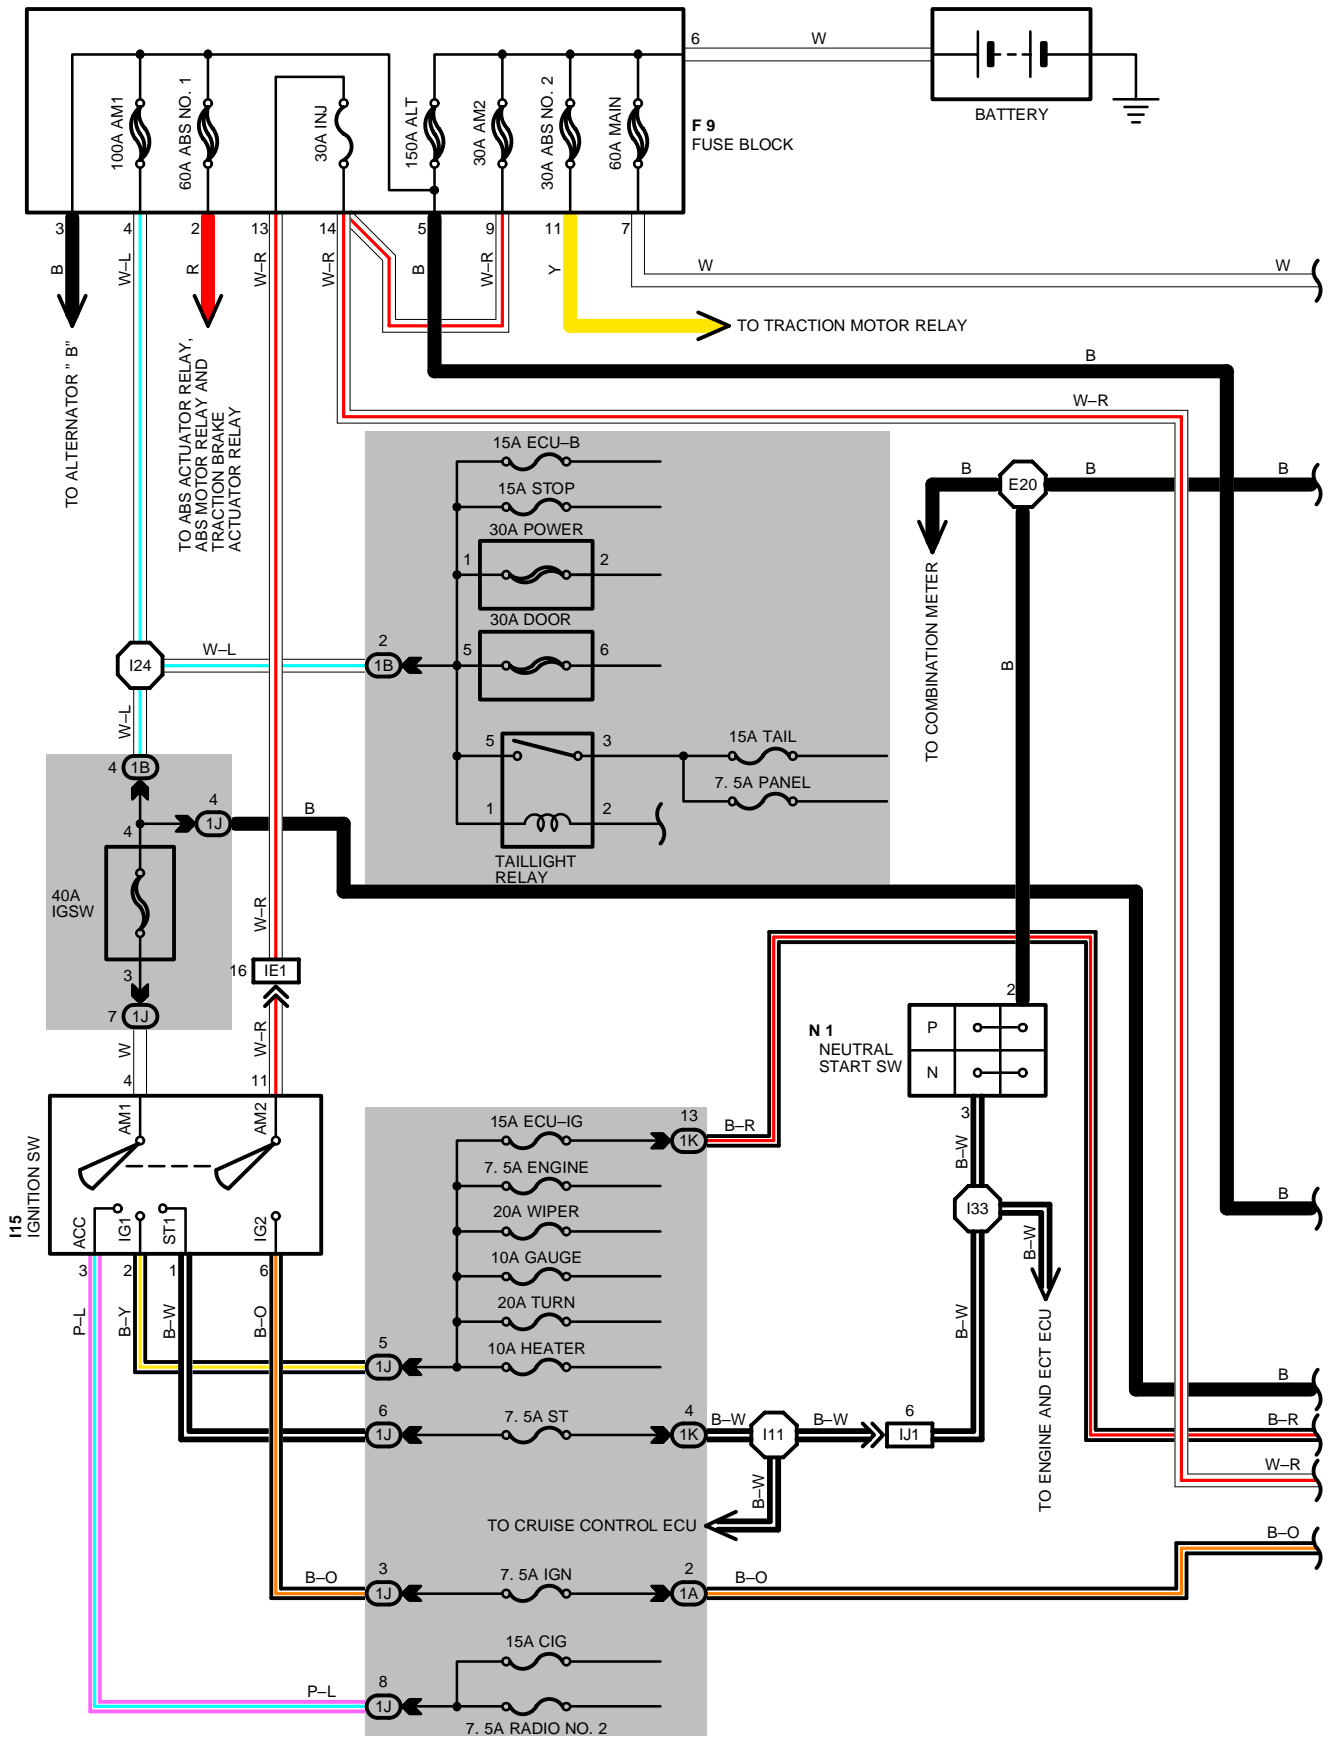 6
W
BATTERY
100A AM1
60A ABS NO. 1
30A INJ
150A ALT
30A AM2
30A ABS NO. 2
60A MAIN
F 9
FUSE BLOCK
3
4
2
13
14
5
9
11
7
B
W–L
R
W–R
W–R
B
W–R
Y
W
W
TO TRACTION MOTOR RELAY
B
W–R
TO ALTERNATOR ” B”
TO ABS ACTUATOR RELAY,
ABS MOTOR RELAY AND
TRACTION BRAKE
ACTUATOR RELAY
15A ECU–B
15A STOP
30A POWER
1
2
30A DOOR
5
6
B
E20
B
B
TO COMBINATION METER
B
I24
W–L
2
1B
W–L
5
3
15A TAIL
7. 5A PANEL
1
2
TAILLIGHT
RELAY
4
1B
4
1J
B
4
40A
IGSW
3
7
1J
W–R
16
IE1
W
W–R
4
11
2
N 1
NEUTRAL
START SW
P
N
3
B–W
I33
B–W
B–W
TO ENGINE AND ECT ECU
I15
IGNITION SW
AM1
AM2
ACC
IG1
ST1
IG2
3
2
1
6
P–L
B–Y
B–W
B–O
15A ECU–IG
13
1K
B–R
7. 5A ENGINE
20A WIPER
10A GAUGE
20A TURN
10A HEATER
5
1J
B
B
6
1J
7. 5A ST
4
1K
B–W
I11
B–W
6
IJ1
B–R
W–R
B–W
TO CRUISE CONTROL ECU
B–O
B–O
3
1J
7. 5A IGN
2
1A
B–O
15A CIG
P–L
8
1J
7. 5A RADIO NO. 2